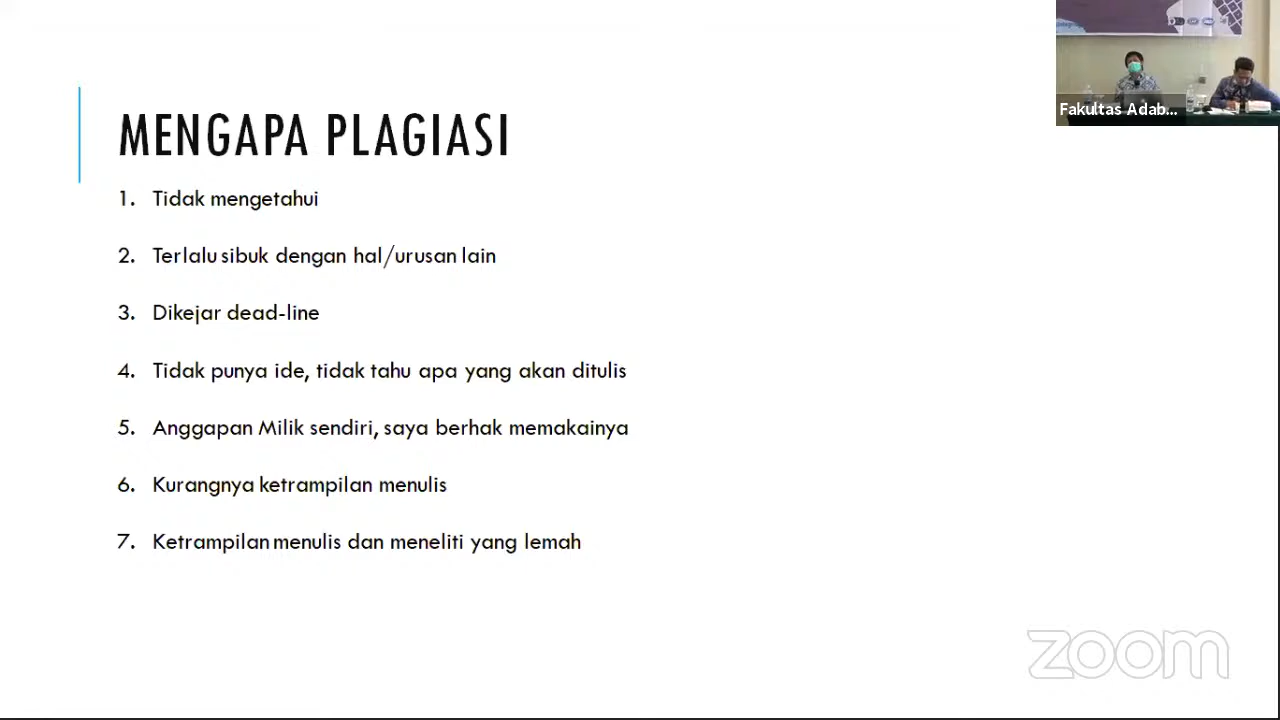 MENGAPA PLAGIASI
1. Tidak mengetahui
2. Terlalu sibuk dengan hal/urusan lain
3. Dikejar dead-line
4. Tidak punya ide, tidak tahu apa yang akan ditulis
5. Anggapan Milik sendiri, saya berhak memakainya
6. Kurangnya ketrampilan menulis
7. Ketrampilan menulis dan meneliti yang lemah
Fakultas Adab...
zoom